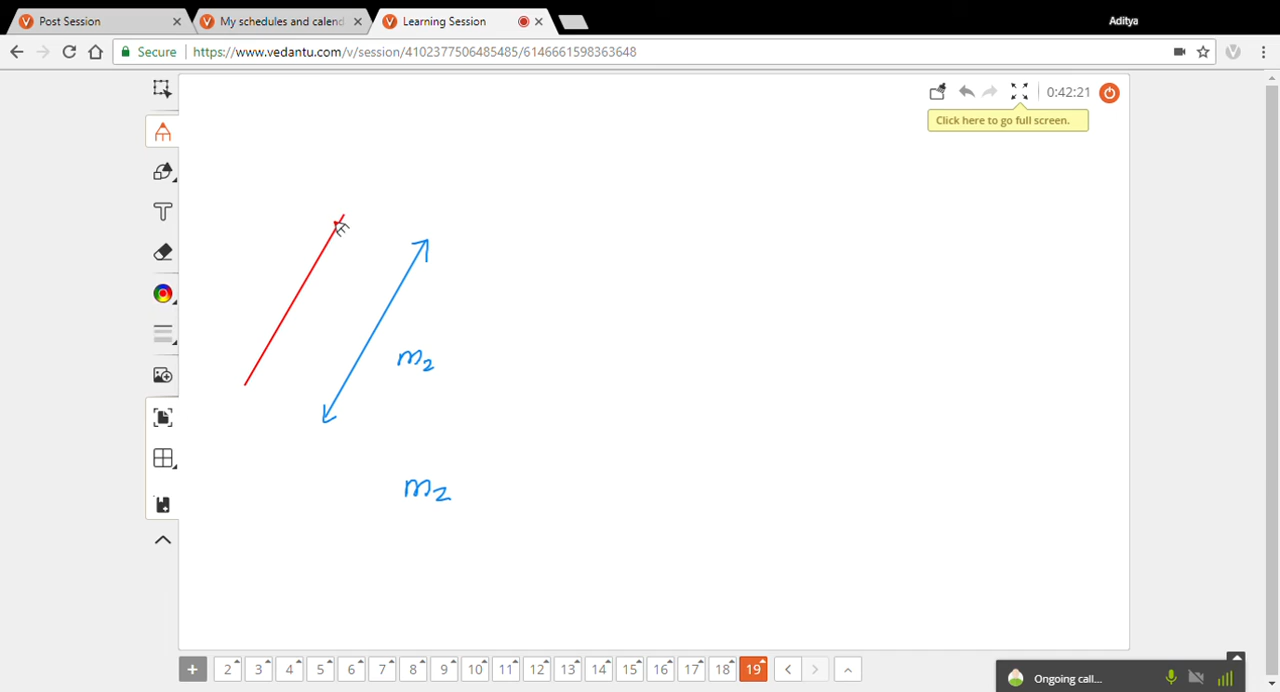 Post Session
My schedules and calend
Learning Session
Aditya
Secure
https://www.vedantu.com/v/session/4102377506485485/6146661598363648
0:42:21
Click here to go full screen.
m2
m2
+ 2 3 4 5 6 7 8 9 10 11 12 13 14 15 16 17 18 19
Ongoing call...